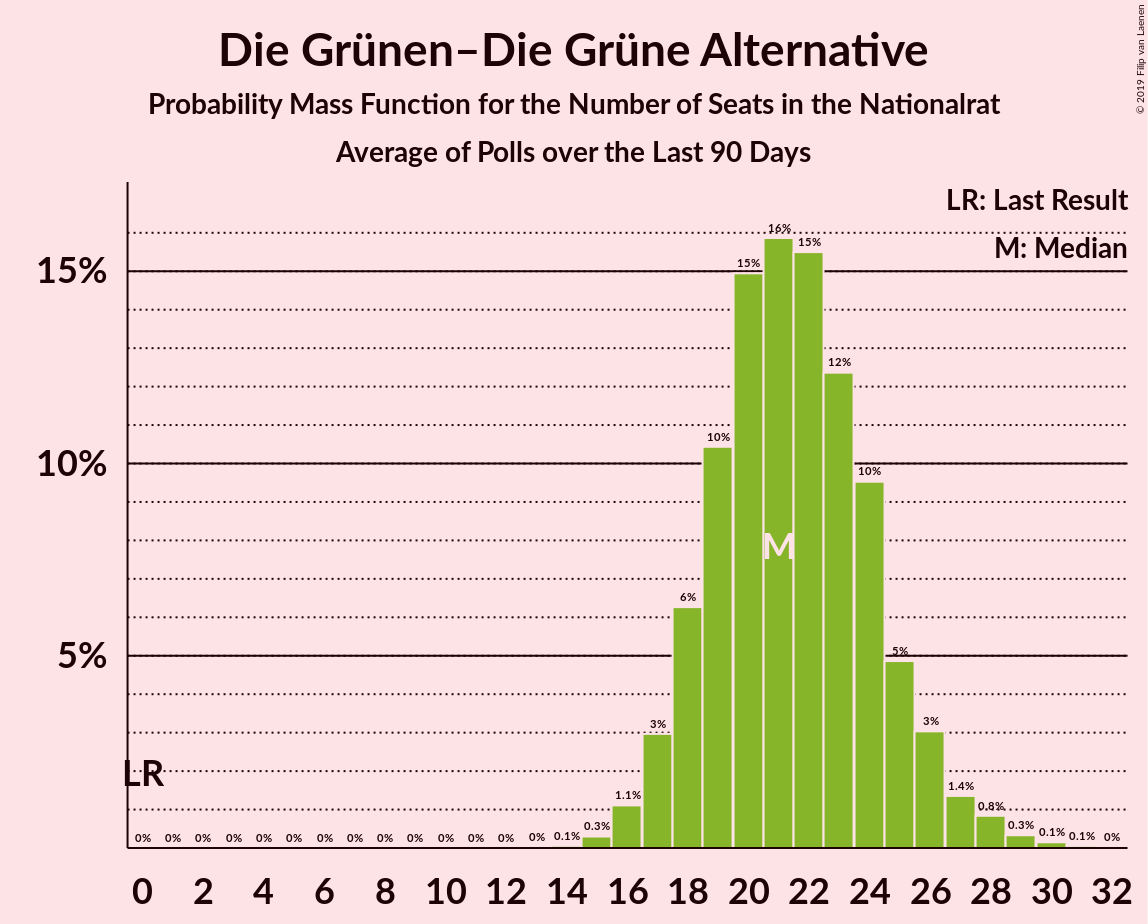 Die Grünen–Die Grüne Alternative
Probability Mass Function for the Number of Seats in the Nationalrat
Average of Polls over the Last 90 Days
© 2019 Filip van Laenen
LR: Last Result
M: Median
15%
10%
5%
16%
15%
15%
12%
10%
10%
6%
M
5%
3%
3%
LR
1.4%
1.1%
0.8%
0% 0% 0% 0% 0% 0% 0% 0% 0% 0% 0% 0% 0% 0% 0.1% 0.3% 0.3% 0.1% 0.1% 0%
0 2 4 6 8 10 12 14 16 18 20 22 24 26 28 30 32